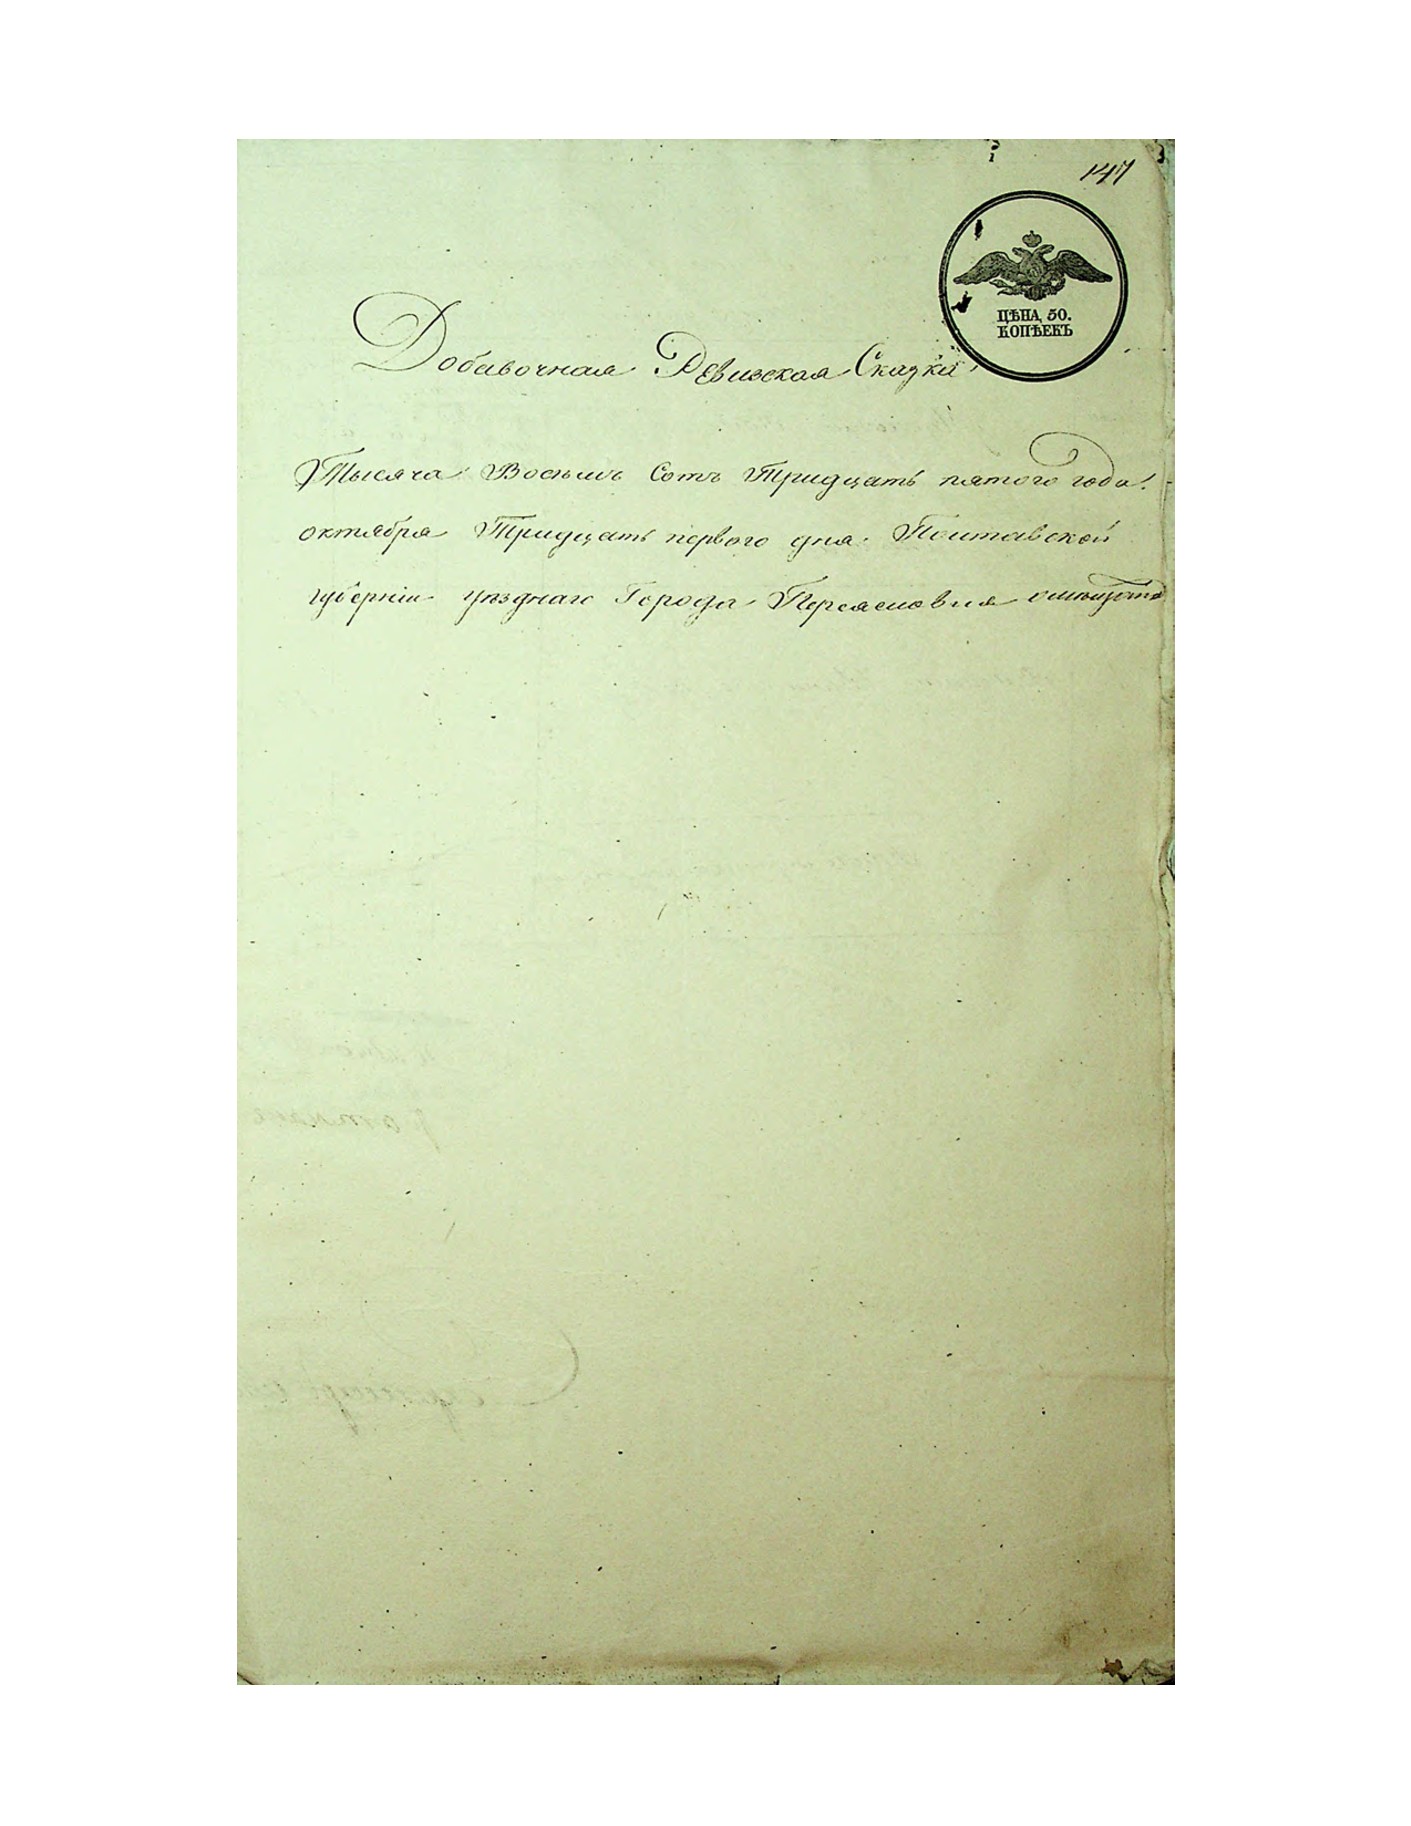 147
ЦѢНА 50.
КОПѢЕКЪ
Добавочная Ревизская Сказка
Тысяча Восемь Сотъ Тридцать пятого года
октября Тридцать первого дня Полтавской
губерніи уѣзднаго Города Переяславля